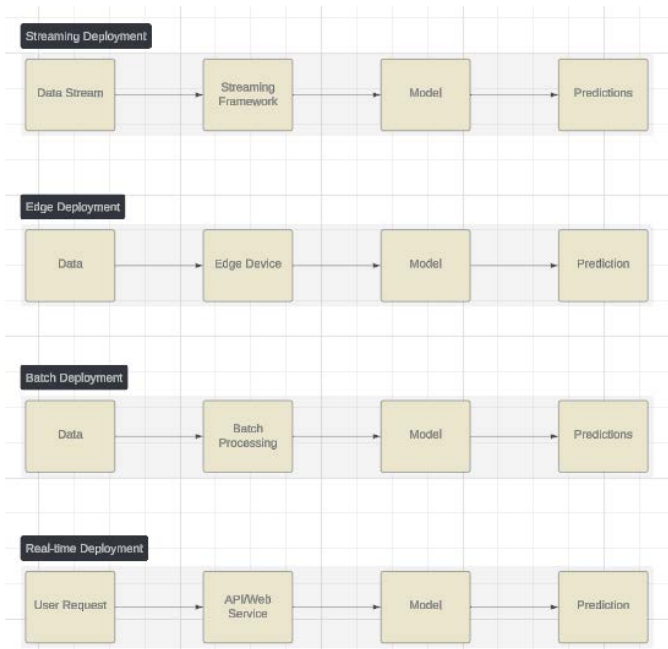 Streaming Deployment
Data Stream
Streaming
Framework
Model
Predictions
Edge Deployment
Data
Edge Device
Model
Prediction
Batch Deployment
Data
Batch
Processing
Model
Predictions
Real-time Deployment
User Request
API/Web
Service
Model
Prediction